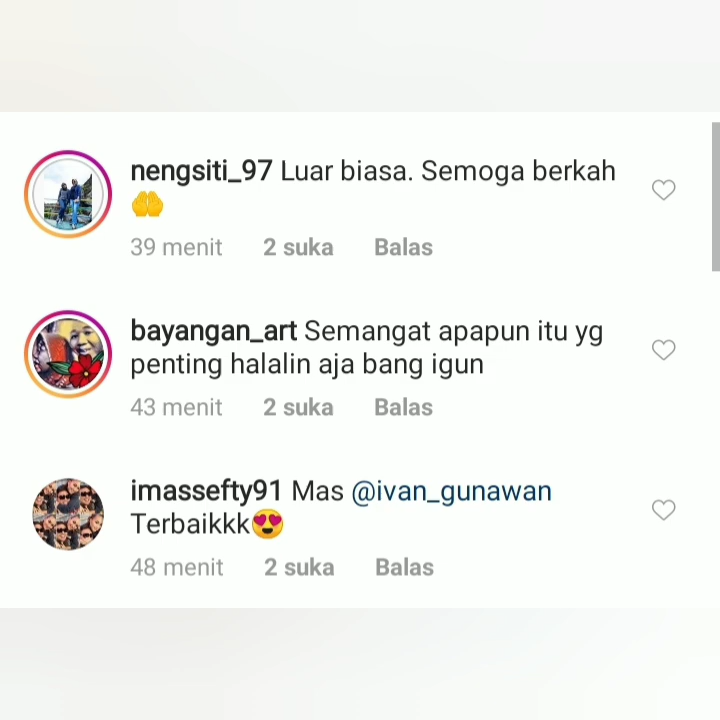 nengsiti_97 Luar biasa. Semoga berkah
🤲
39 menit 2 suka Balas
bayangan_art Semangat apapun itu yg
penting halalin aja bang igun
43 menit 2 suka Balas
imassefty91 Mas @ivan_gunawan
Terbaikkk😍
48 menit 2 suka Balas